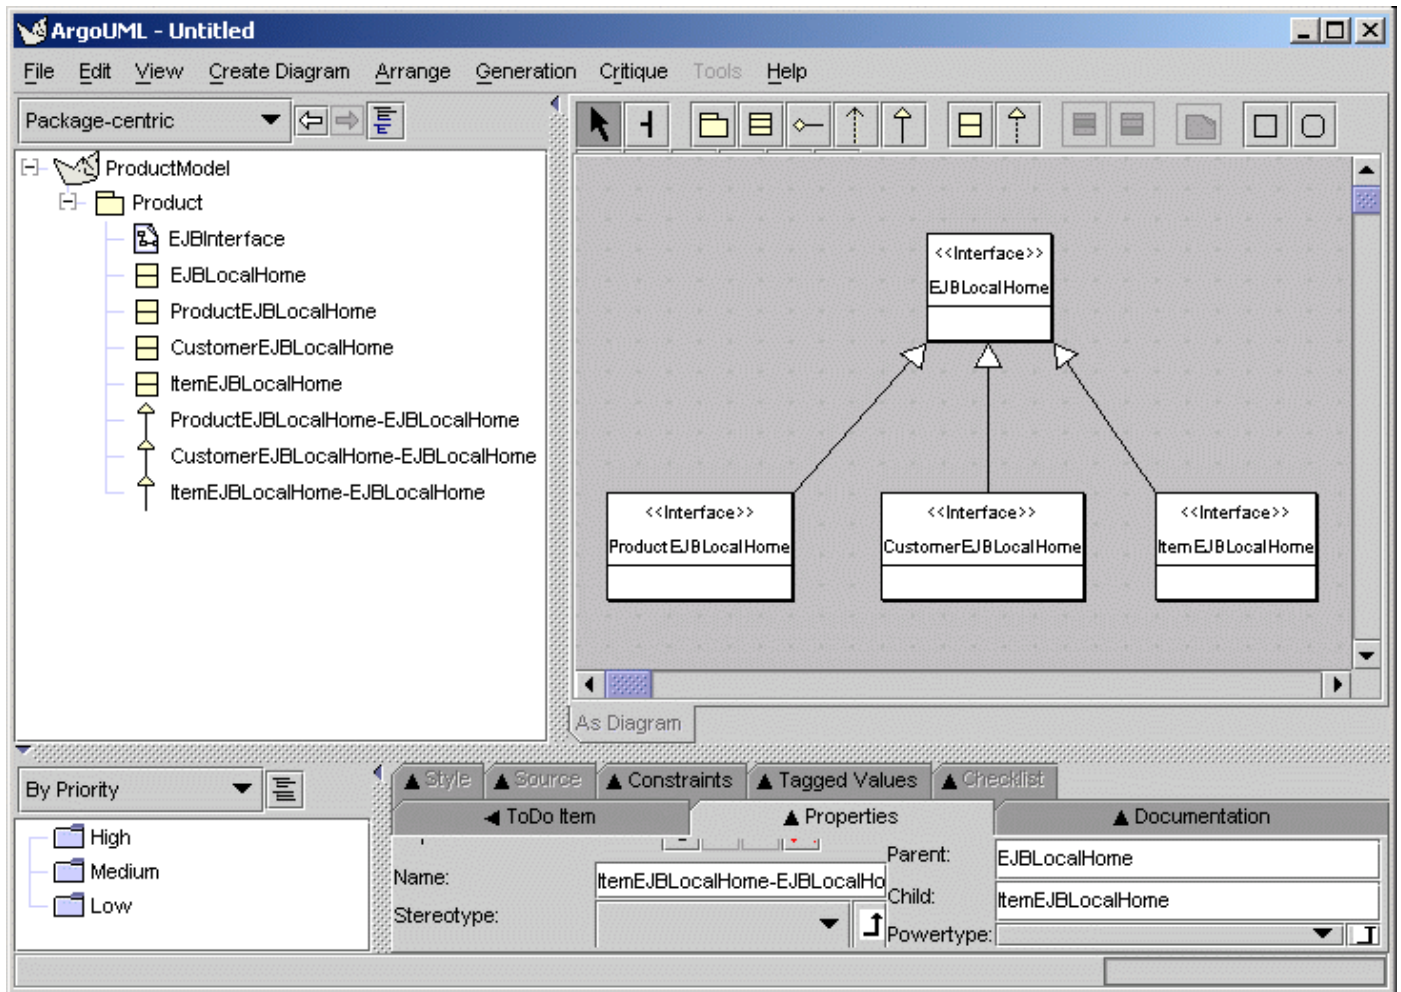 ArgoUML - Untitled
File Edit View Create Diagram Arrange Generation Critique Tools Help
Package-centric
ProductModel
Product
EJBInterface
EJBLocalHome
ProductEJBLocalHome
CustomerEJBLocalHome
ItemEJBLocalHome
ProductEJBLocalHome-EJBLocalHome
CustomerEJBLocalHome-EJBLocalHome
ItemEJBLocalHome-EJBLocalHome
<<Interface>>
EJBLocalHome
<<Interface>>
ProductEJBLocalHome
<<Interface>>
CustomerEJBLocalHome
<<Interface>>
ItemEJBLocalHome
As Diagram
By Priority
High
Medium
Low
Style Source Constraints Tagged Values Checklist
ToDo Item Properties Documentation
Name: ItemEJBLocalHome-EJBLocalHo
Stereotype:
Parent: EJBLocalHome
Child: ItemEJBLocalHome
Powertype: